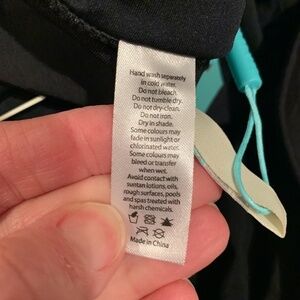 Hand wash separately
in cold water.
Do not bleach.
Do not tumble dry.
Do not dry-clean.
Do not iron.
Dry in shade.
Some colours may
fade in sunlight or
chlorinated water.
Some colours may
bleed or transfer
when wet.
Avoid contact with
suntan lotions, oils,
rough surfaces, pools
and spas treated with
harsh chemicals.
Made in China